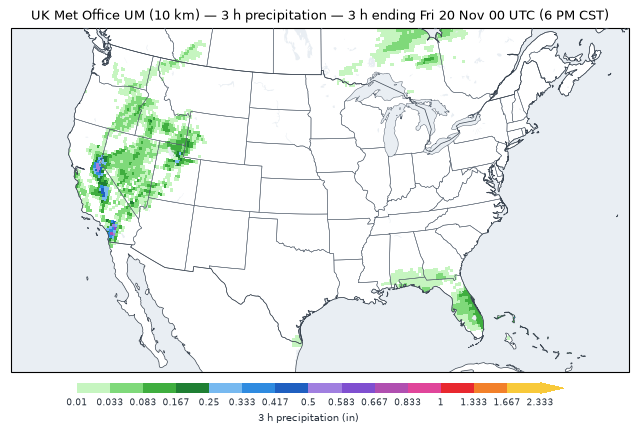 UK Met Office UM (10 km) — 3 h precipitation — 3 h ending Fri 20 Nov 00 UTC (6 PM CST)
0.01 0.033 0.083 0.167 0.25 0.333 0.417 0.5 0.583 0.667 0.833 1 1.333 1.667 2.333
3 h precipitation (in)